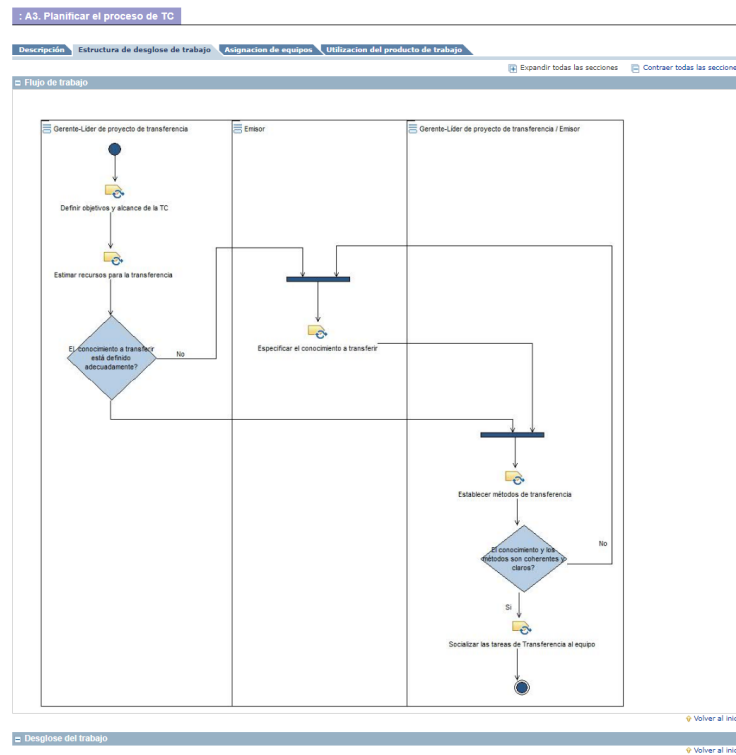 : A3. Planificar el proceso de TC
Descripción Estructura de desglose de trabajo Asignacion de equipos Utilizacion del producto de trabajo
Expandir todas las secciones Contraer todas las seccione
Flujo de trabajo
Gerente-Líder de proyecto de transferencia Emisor Gerente-Líder de proyecto de transferencia / Emisor
Definir objetivos y alcance de la TC
Estimar recursos para la transferencia
El conocimiento a transferir
está definido
adecuadamente?
No
Especificar el conocimiento a transferir
Establecer métodos de transferencia
El conocimiento y los
métodos son coherentes y
claros?
No
Si
Socializar las tareas de Transferencia al equipo
Volver al inic
Desglose del trabajo
Volver al inic